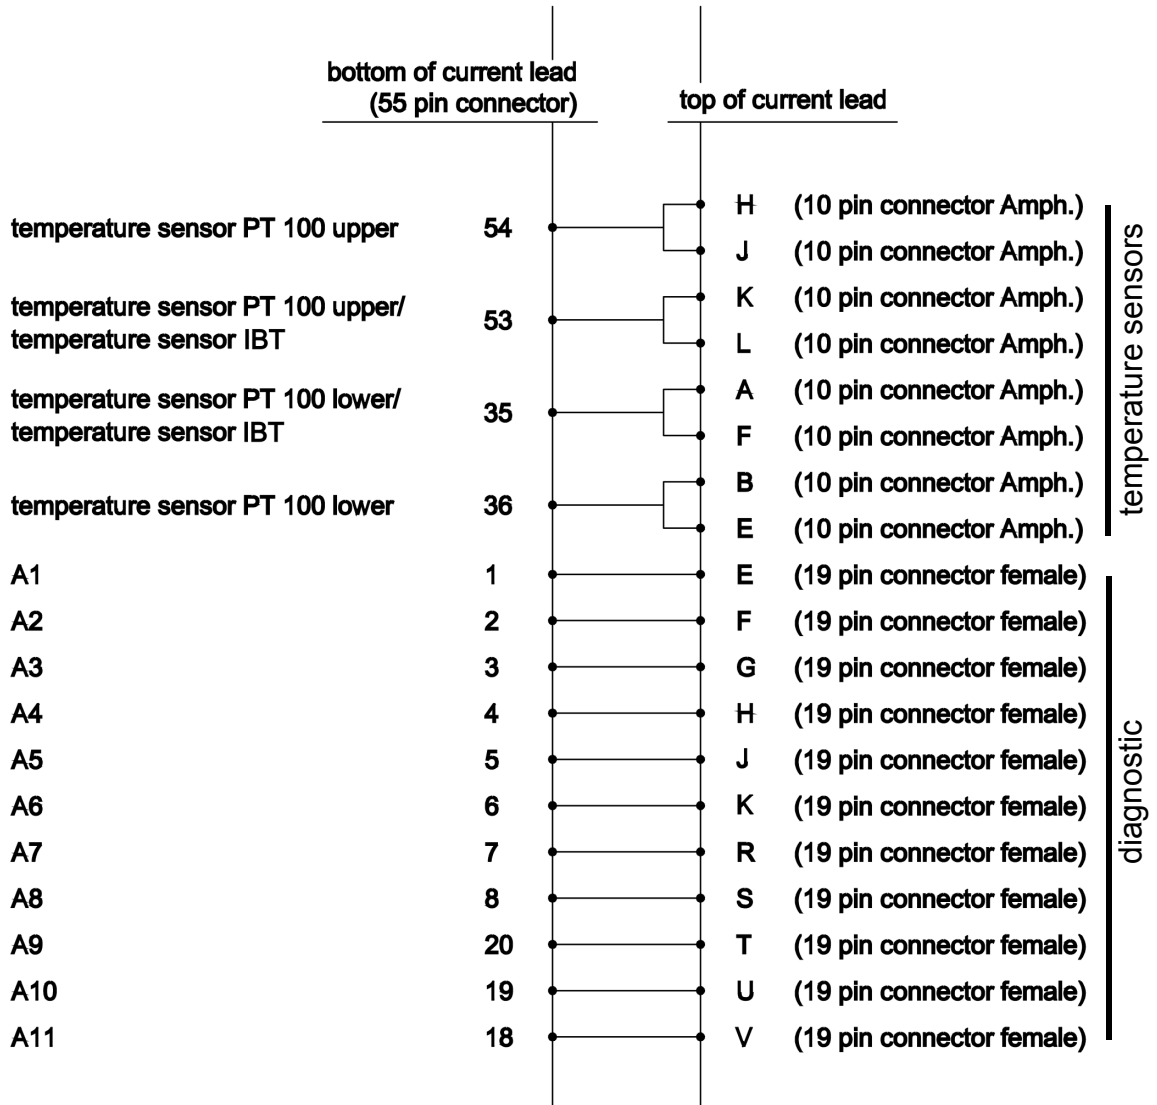 bottom of current lead
(55 pin connector)
top of current lead
temperature sensor PT 100 upper 54 H (10 pin connector Amph.)
J (10 pin connector Amph.)
temperature sensor PT 100 upper/
temperature sensor IBT 53 K (10 pin connector Amph.)
L (10 pin connector Amph.)
temperature sensor PT 100 lower/
temperature sensor IBT 35 A (10 pin connector Amph.)
F (10 pin connector Amph.)
temperature sensor PT 100 lower 36 B (10 pin connector Amph.)
E (10 pin connector Amph.)
temperature sensors
A1 1 E (19 pin connector female)
A2 2 F (19 pin connector female)
A3 3 G (19 pin connector female)
A4 4 H (19 pin connector female)
A5 5 J (19 pin connector female)
A6 6 K (19 pin connector female)
A7 7 R (19 pin connector female)
A8 8 S (19 pin connector female)
A9 20 T (19 pin connector female)
A10 19 U (19 pin connector female)
A11 18 V (19 pin connector female)
diagnostic